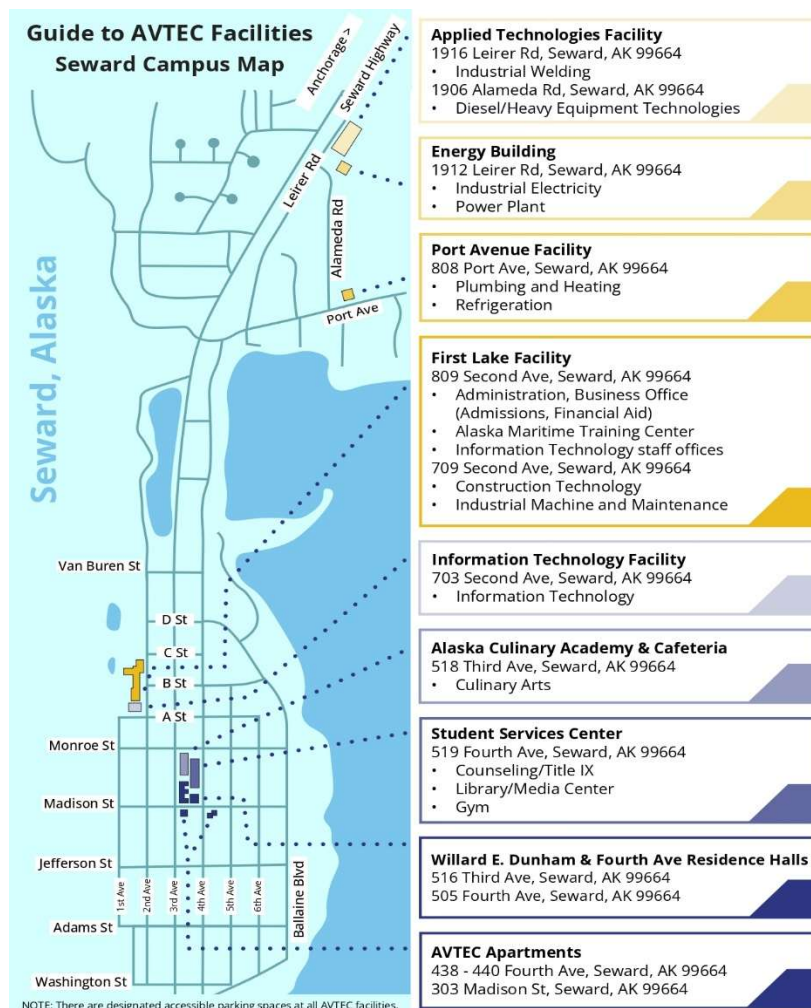 Guide to AVTEC Facilities
Seward Campus Map
Anchorage >
Seward Highway
Leirer Rd
Alameda Rd
Port Ave
Seward, Alaska
Van Buren St
D St
C St
B St
A St
Monroe St
Madison St
Jefferson St
1st Ave
2nd Ave
3rd Ave
4th Ave
5th Ave
6th Ave
Ballaine Blvd
Adams St
Washington St
NOTE: There are designated accessible parking spaces at all AVTEC facilities.
Applied Technologies Facility
1916 Leirer Rd, Seward, AK 99664
• Industrial Welding
1906 Alameda Rd, Seward, AK 99664
• Diesel/Heavy Equipment Technologies
Energy Building
1912 Leirer Rd, Seward, AK 99664
• Industrial Electricity
• Power Plant
Port Avenue Facility
808 Port Ave, Seward, AK 99664
• Plumbing and Heating
• Refrigeration
First Lake Facility
809 Second Ave, Seward, AK 99664
• Administration, Business Office
(Admissions, Financial Aid)
• Alaska Maritime Training Center
• Information Technology staff offices
709 Second Ave, Seward, AK 99664
• Construction Technology
• Industrial Machine and Maintenance
Information Technology Facility
703 Second Ave, Seward, AK 99664
• Information Technology
Alaska Culinary Academy & Cafeteria
518 Third Ave, Seward, AK 99664
• Culinary Arts
Student Services Center
519 Fourth Ave, Seward, AK 99664
• Counseling/Title IX
• Library/Media Center
• Gym
Willard E. Dunham & Fourth Ave Residence Halls
516 Third Ave, Seward, AK 99664
505 Fourth Ave, Seward, AK 99664
AVTEC Apartments
438 - 440 Fourth Ave, Seward, AK 99664
303 Madison St, Seward, AK 99664